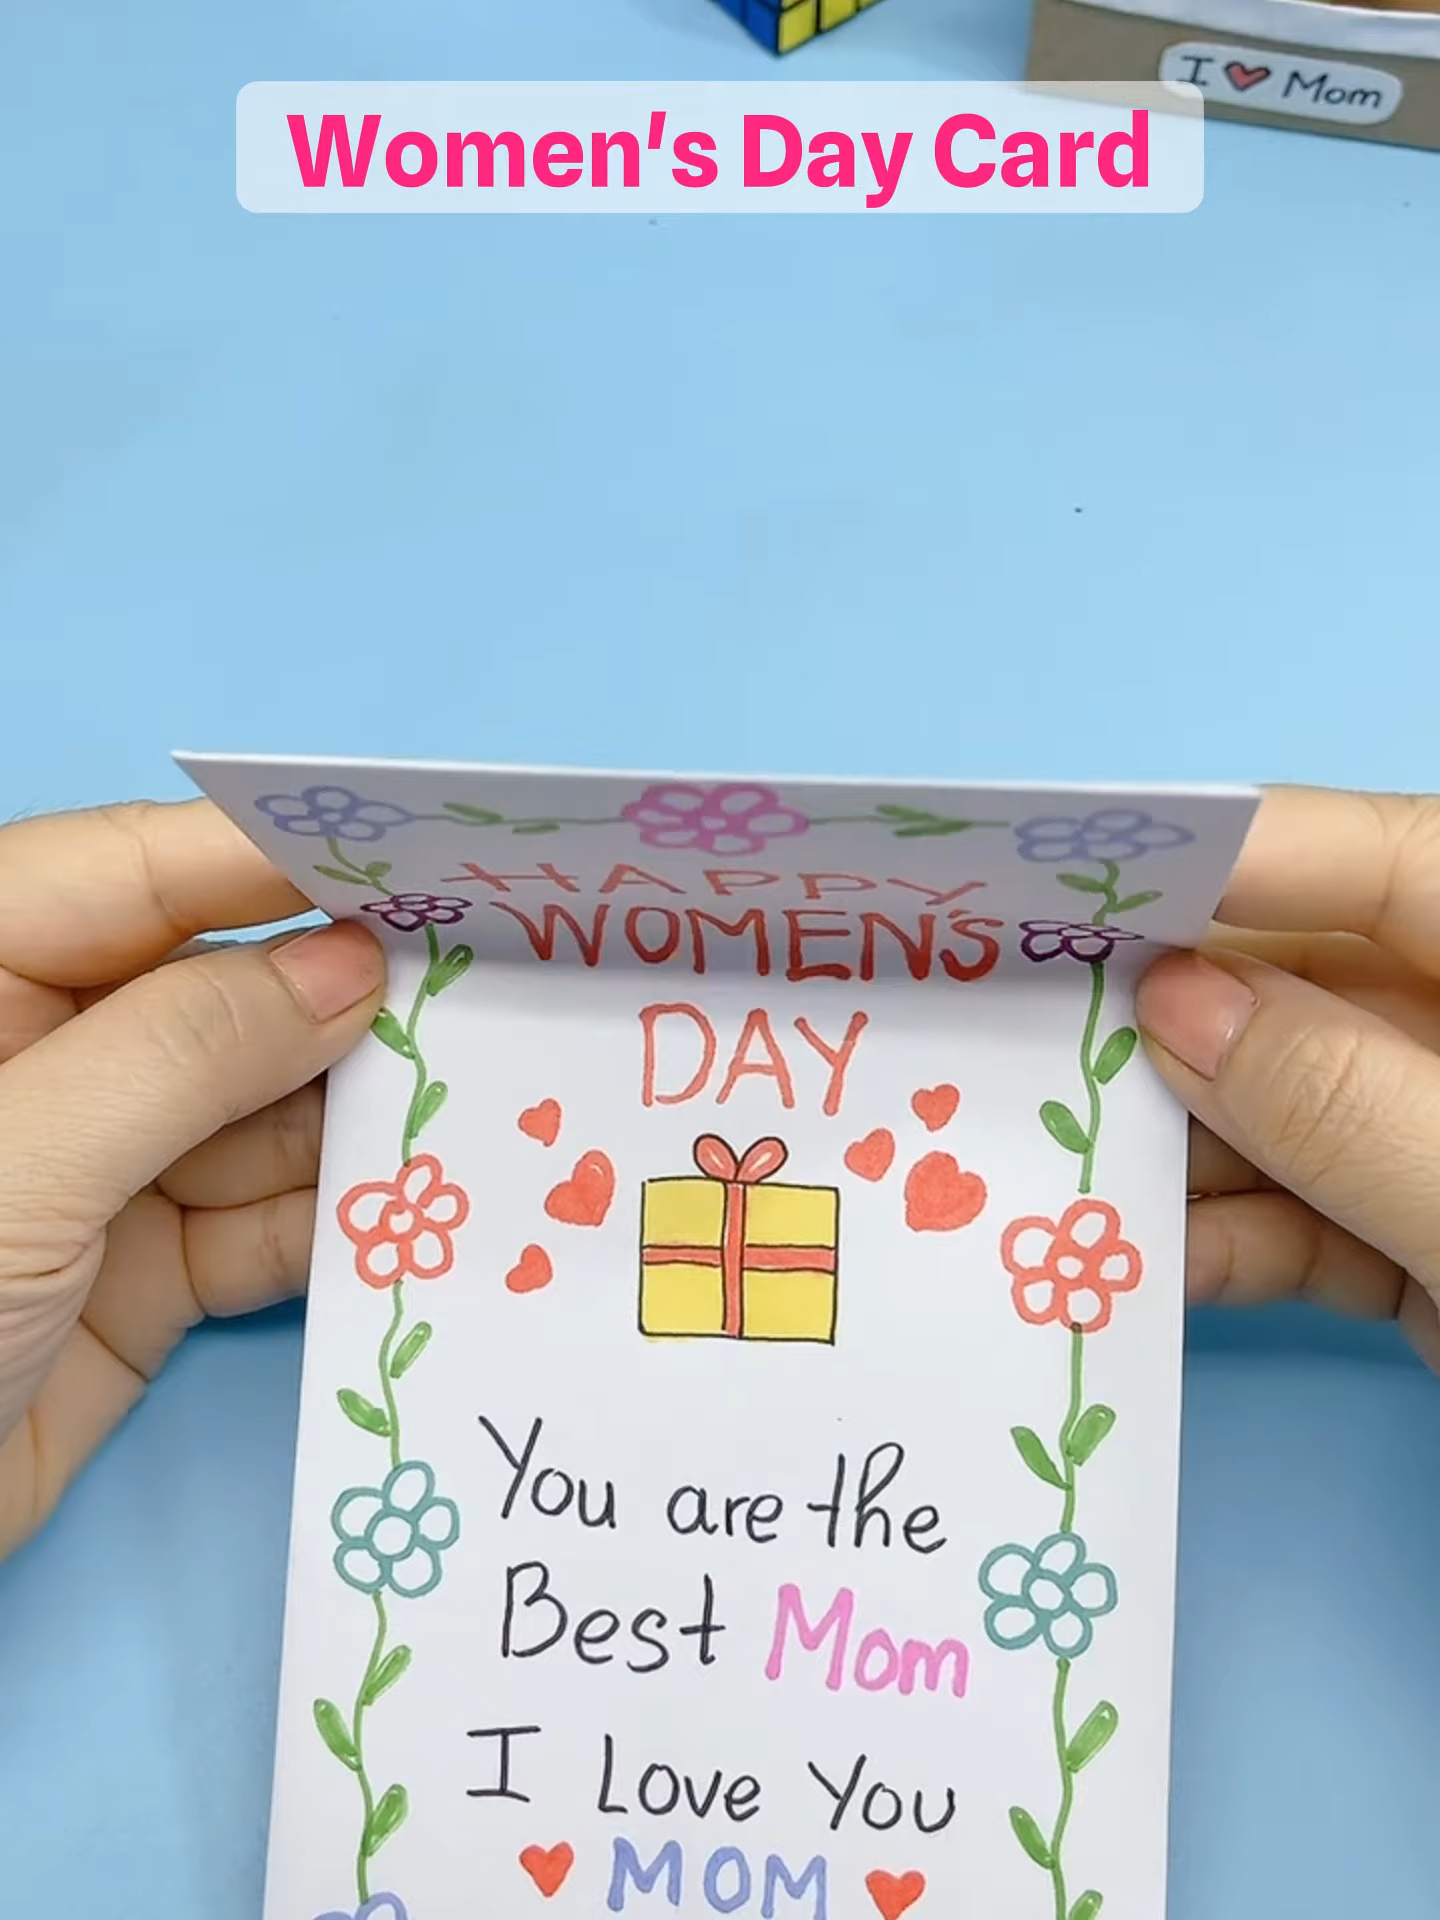 I ❤ Mom
Women's Day Card
HAPPY
WOMEN'S
DAY
You are the
Best Mom
I Love You
MOM